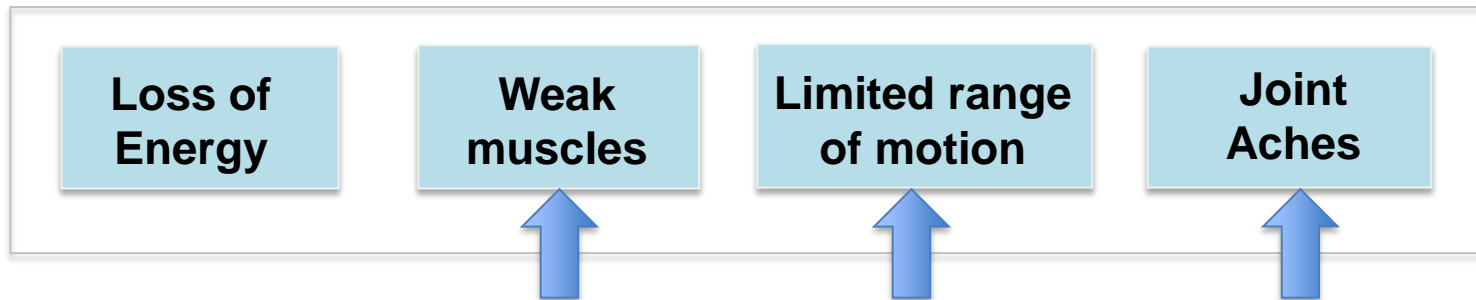 Loss of
Energy
Weak
muscles
Limited range
of motion
Joint
Aches